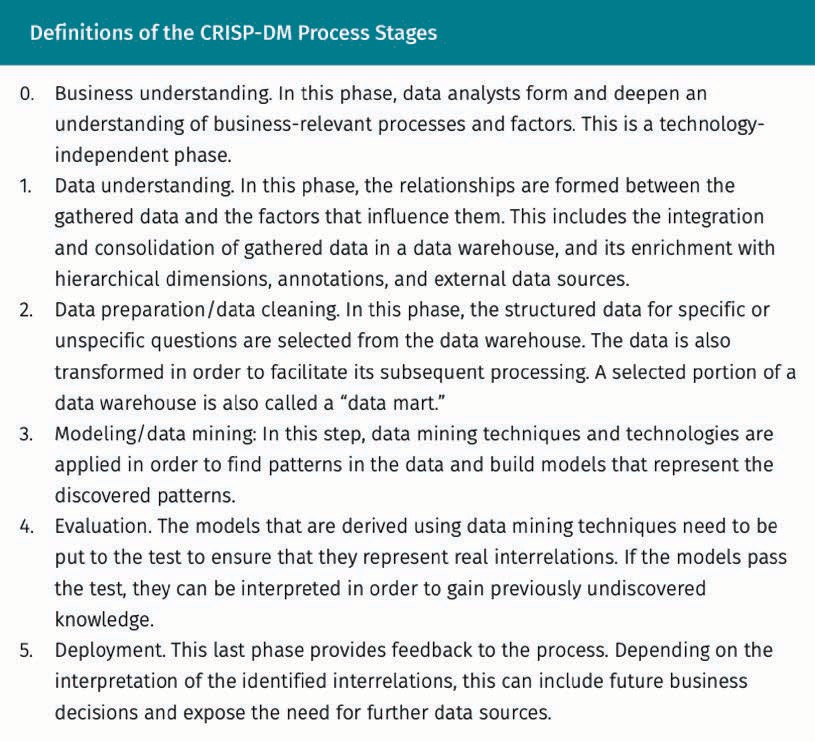 Definitions of the CRISP-DM Process Stages
0. Business understanding. In this phase, data analysts form and deepen an
understanding of business-relevant processes and factors. This is a technology-
independent phase.
1. Data understanding. In this phase, the relationships are formed between the
gathered data and the factors that influence them. This includes the integration
and consolidation of gathered data in a data warehouse, and its enrichment with
hierarchical dimensions, annotations, and external data sources.
2. Data preparation/data cleaning. In this phase, the structured data for specific or
unspecific questions are selected from the data warehouse. The data is also
transformed in order to facilitate its subsequent processing. A selected portion of a
data warehouse is also called a “data mart.”
3. Modeling/data mining: In this step, data mining techniques and technologies are
applied in order to find patterns in the data and build models that represent the
discovered patterns.
4. Evaluation. The models that are derived using data mining techniques need to be
put to the test to ensure that they represent real interrelations. If the models pass
the test, they can be interpreted in order to gain previously undiscovered
knowledge.
5. Deployment. This last phase provides feedback to the process. Depending on the
interpretation of the identified interrelations, this can include future business
decisions and expose the need for further data sources.